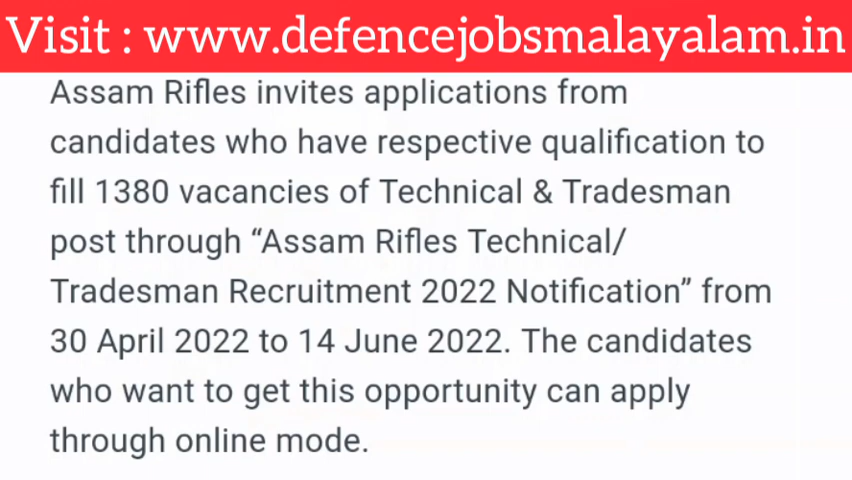 Visit : www.defencejobsmalayalam.in
Assam Rifles invites applications from
candidates who have respective qualification to
fill 1380 vacancies of Technical & Tradesman
post through “Assam Rifles Technical/
Tradesman Recruitment 2022 Notification” from
30 April 2022 to 14 June 2022. The candidates
who want to get this opportunity can apply
through online mode.